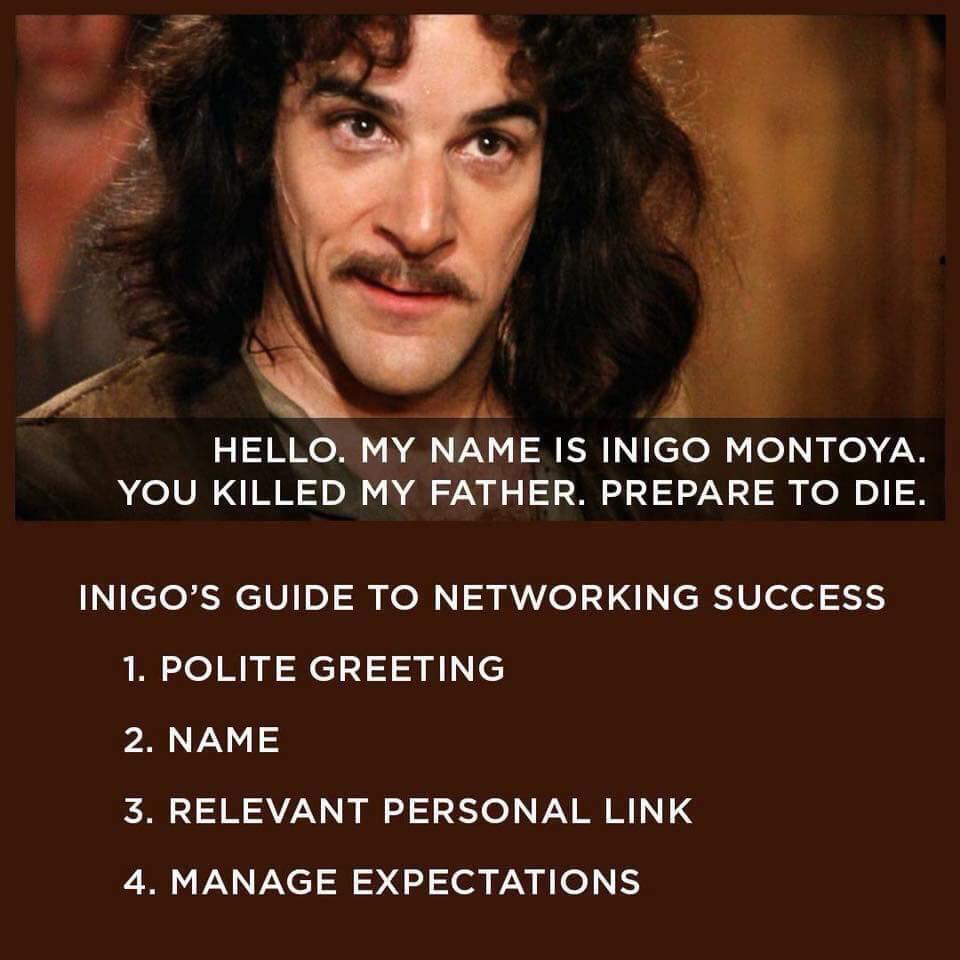 HELLO. MY NAME IS INIGO MONTOYA.
YOU KILLED MY FATHER. PREPARE TO DIE.
INIGO'S GUIDE TO NETWORKING SUCCESS
1. POLITE GREETING
2. NAME
3. RELEVANT PERSONAL LINK
4. MANAGE EXPECTATIONS